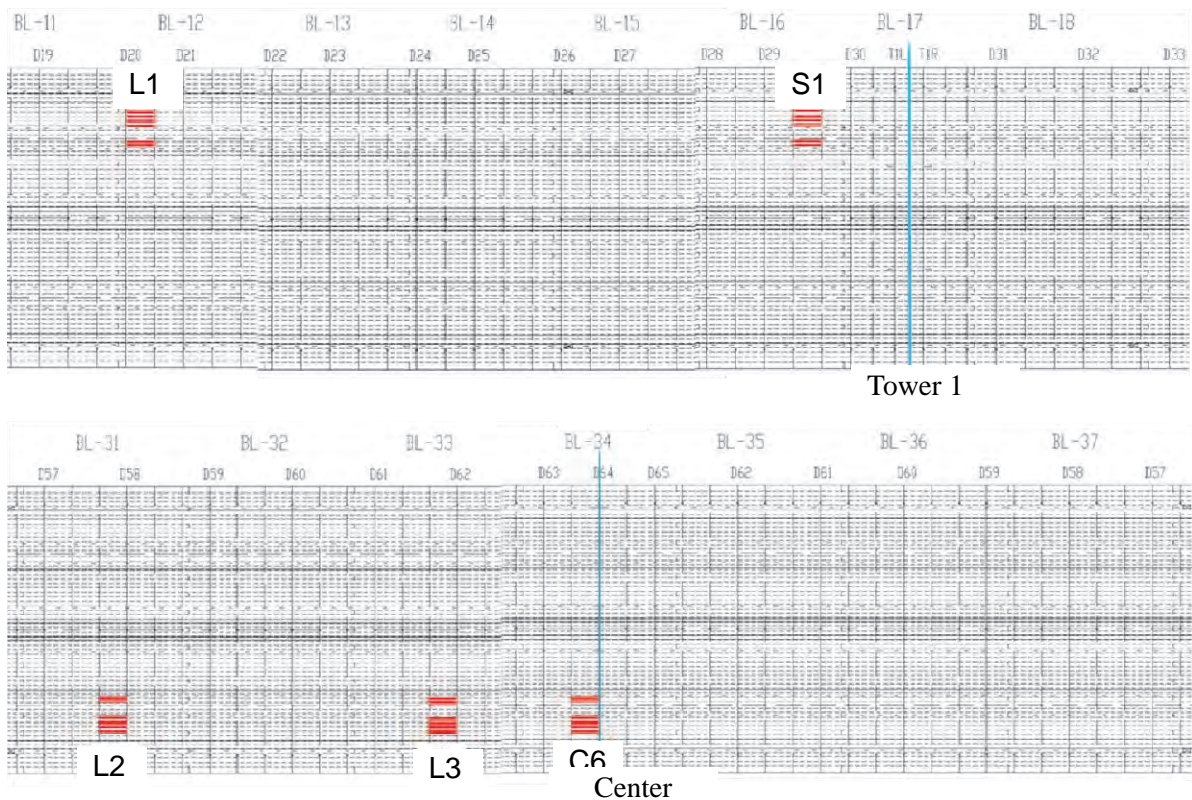 BL-11 BL-12 BL-13 BL-14 BL-15 BL-16 BL-17 BL-18
D19 D20 D21 D22 D23 D24 D25 D26 D27 D28 D29 D30 T1L T1R D31 D32 D33
L1 S1
Tower 1
BL-31 BL-32 BL-33 BL-34 BL-35 BL-36 BL-37
D57 D58 D59 D60 D61 D62 D63 D64 D65 D62 D61 D60 D59 D58 D57
L2 L3 C6
Center